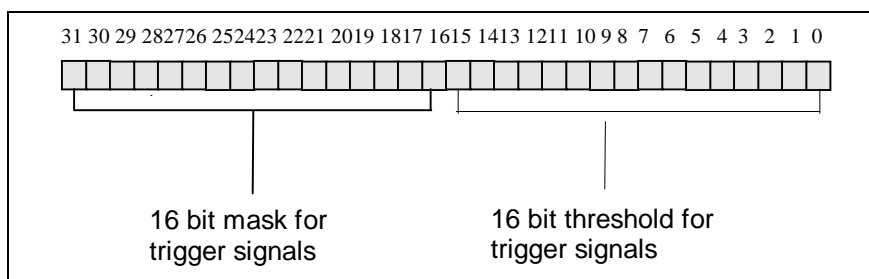 31 30 29 282726 252423 2221 2019 1817 1615 1413 1211 10 9 8 7 6 5 4 3 2 1 0
16 bit mask for
trigger signals
16 bit threshold for
trigger signals